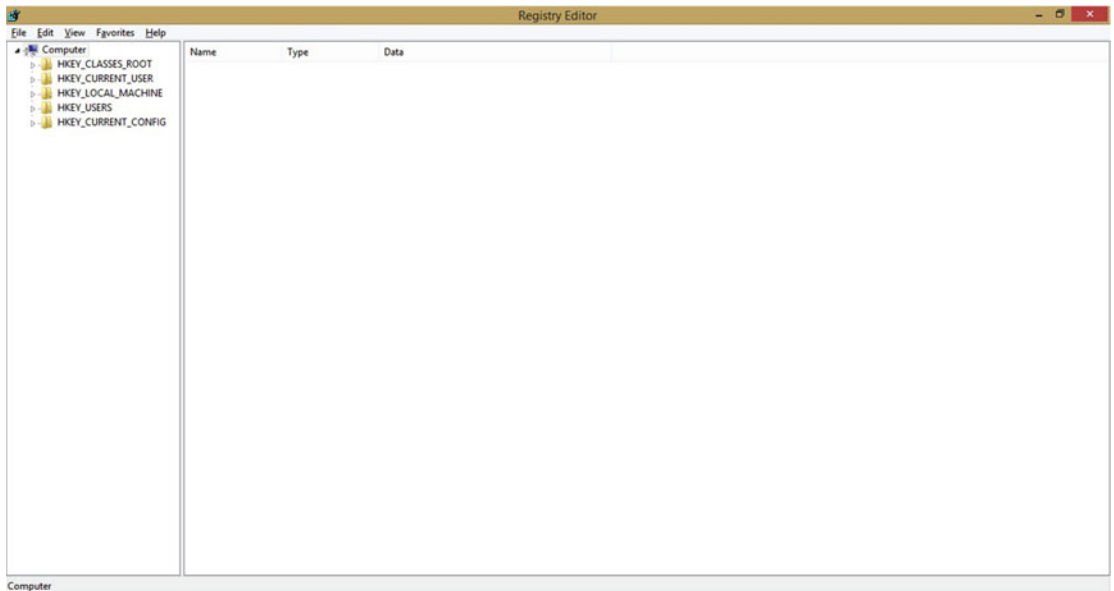 Registry Editor
File Edit View Favorites Help
Computer
Name Type Data
HKEY_CLASSES_ROOT
HKEY_CURRENT_USER
HKEY_LOCAL_MACHINE
HKEY_USERS
HKEY_CURRENT_CONFIG
Computer